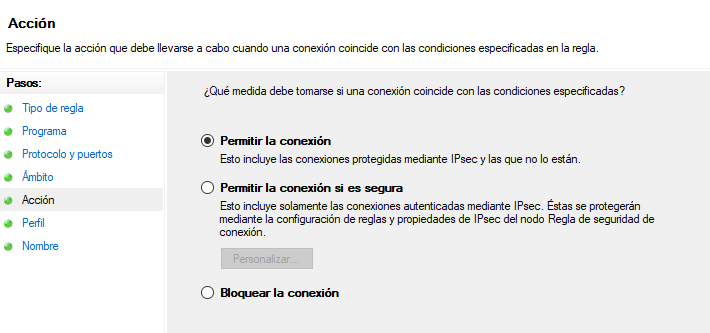 Acción
Especifique la acción que debe llevarse a cabo cuando una conexión coincide con las condiciones especificadas en la regla.
Pasos:
Tipo de regla
Programa
Protocolo y puertos
Ámbito
Acción
Perfil
Nombre
¿Qué medida debe tomarse si una conexión coincide con las condiciones especificadas?
Permitir la conexión
Esto incluye las conexiones protegidas mediante IPsec y las que no lo están.
Permitir la conexión si es segura
Esto incluye solamente las conexiones autenticadas mediante IPsec. Éstas se protegerán
mediante la configuración de reglas y propiedades de IPsec del nodo Regla de seguridad de
conexión.
Personalizar...
Bloquear la conexión